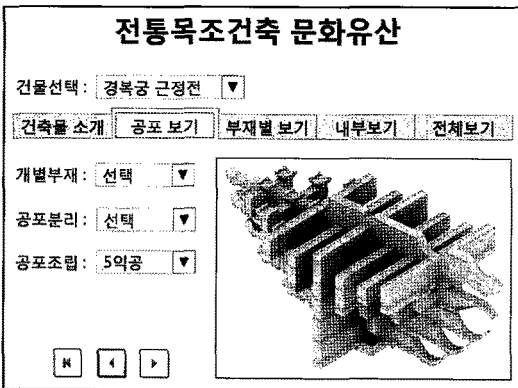 전통목조건축 문화유산
건물선택 : 경복궁 근정전
건축물 소개 공포 보기 부재별 보기 내부보기 전체보기
개별부재 : 선택
공포분리 : 선택
공포조립 : 5익공